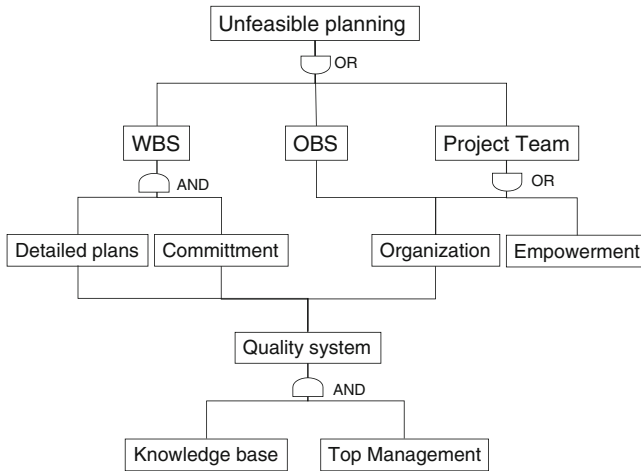 Unfeasible planning
OR
WBS
OBS
Project Team
AND
OR
Detailed plans
Committment
Organization
Empowerment
Quality system
AND
Knowledge base
Top Management